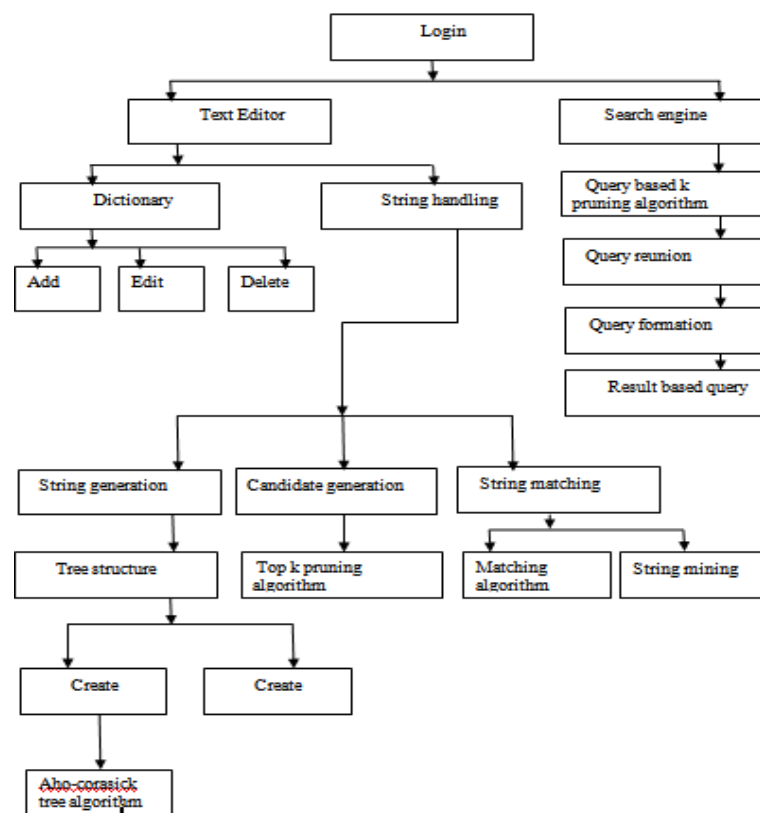 Login
Text Editor
Search engine
Dictionary
String handling
Query based k
pruning algorithm
Add
Edit
Delete
Query reunion
Query formation
Result based query
String generation
Candidate generation
String matching
Tree structure
Top k pruning
algorithm
Matching
algorithm
String mining
Create
Create
Aho-corasick
tree algorithm